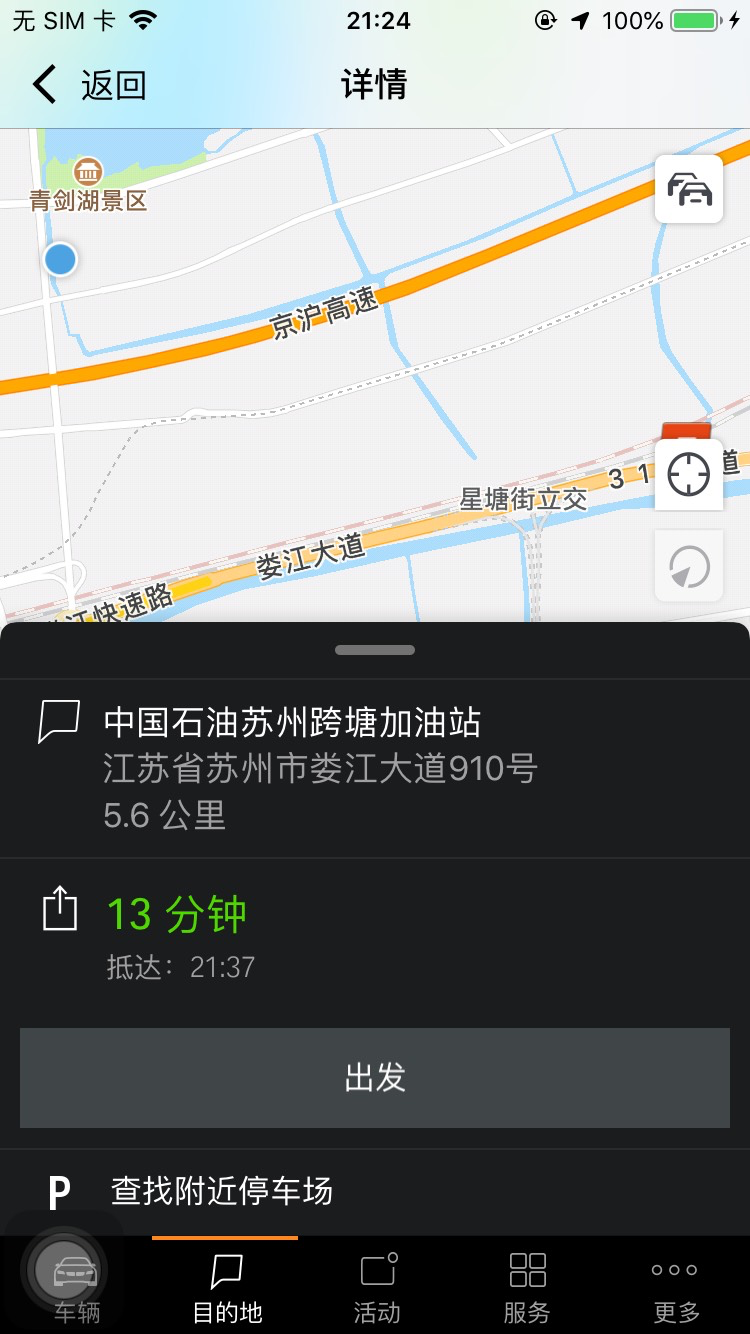 无 SIM 卡
21:24
100%
返回
详情
青剑湖景区
京沪高速
道
3 1
星塘街立交
娄江大道
江快速路
中国石油苏州跨塘加油站
江苏省苏州市娄江大道910号
5.6 公里
13 分钟
抵达：21:37
出发
P
查找附近停车场
车辆
目的地
活动
服务
更多